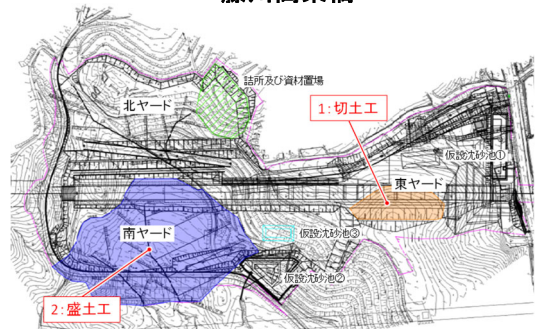 詰所及び資材置場
北ヤード
1:切土工
仮設沈砂池①
東ヤード
南ヤード
仮設沈砂池③
仮設沈砂池②
2:盛土工